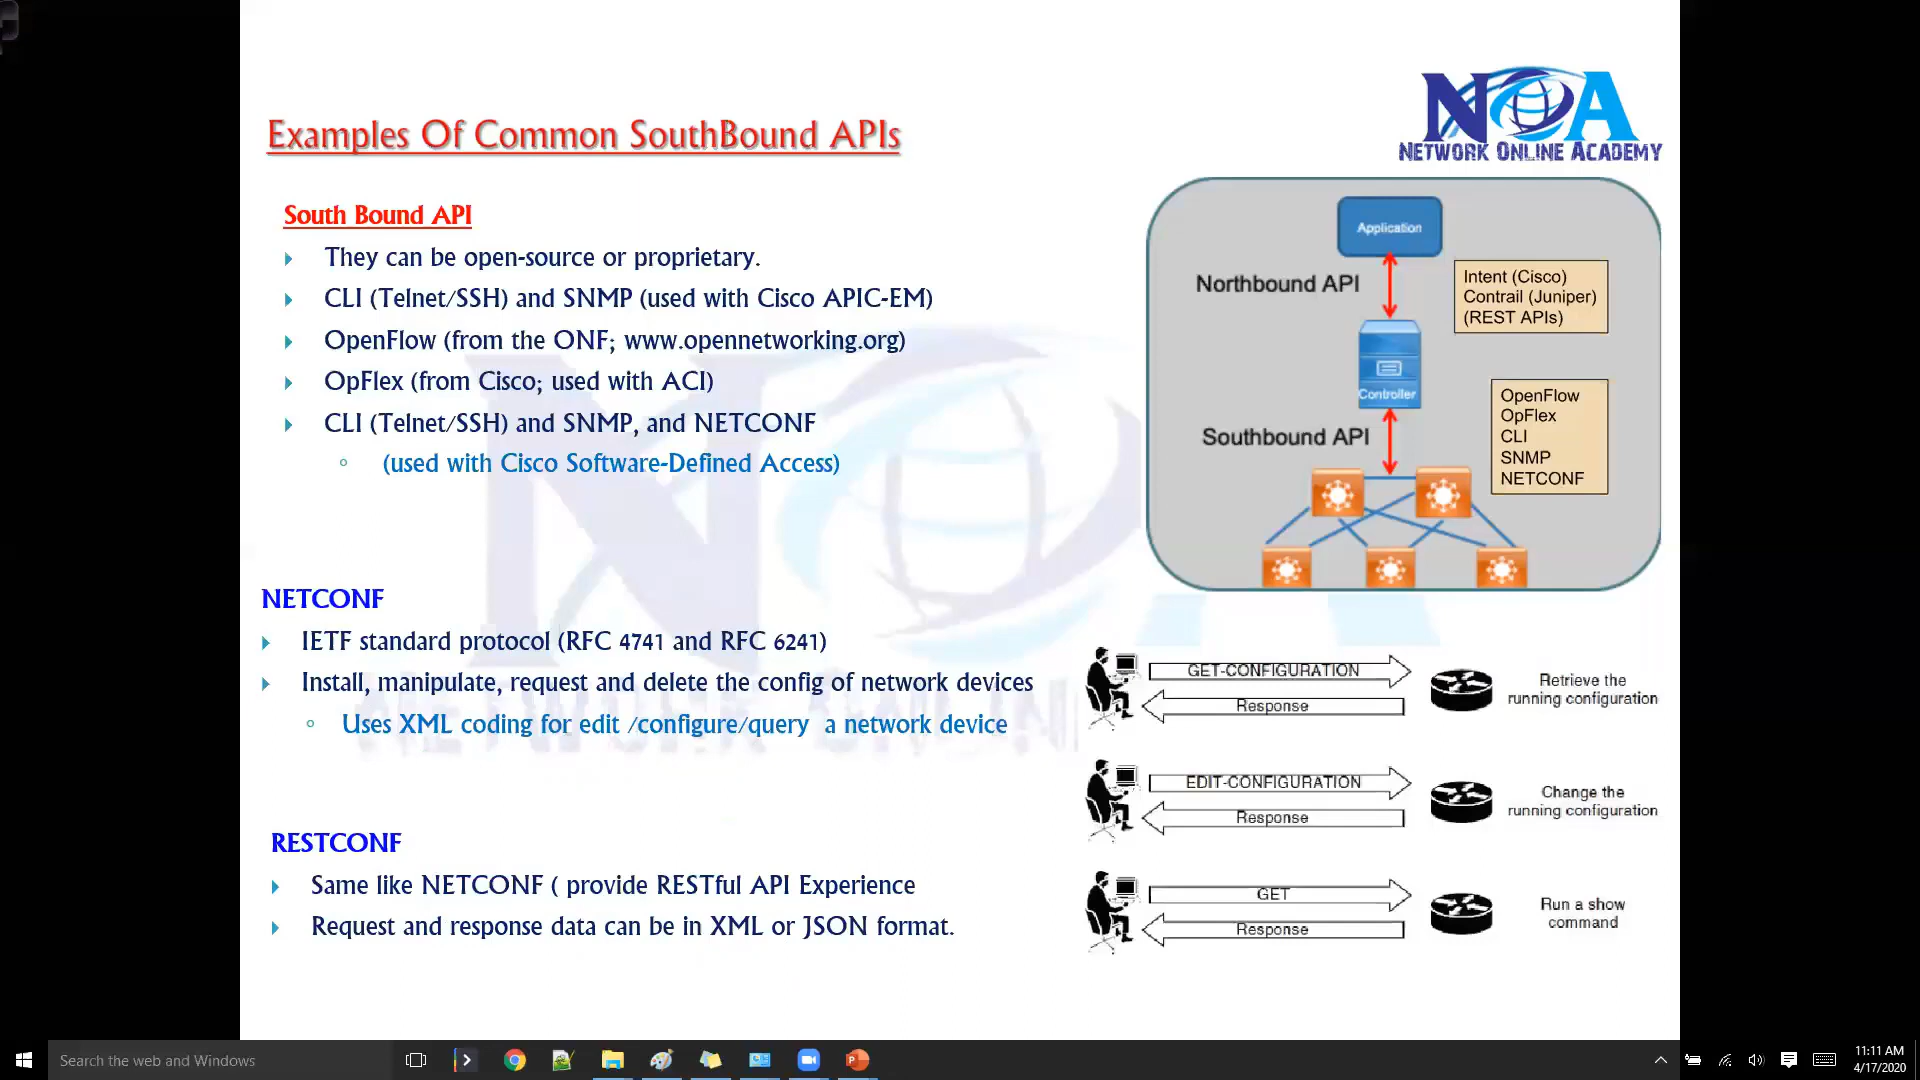 Examples Of Common SouthBound APIs
NOA
NETWORK ONLINE ACADEMY
South Bound API
They can be open-source or proprietary.
CLI (Telnet/SSH) and SNMP (used with Cisco APIC-EM)
OpenFlow (from the ONF; www.opennetworking.org)
OpFlex (from Cisco; used with ACI)
CLI (Telnet/SSH) and SNMP, and NETCONF
(used with Cisco Software-Defined Access)
Application
Northbound API
Intent (Cisco)
Contrail (Juniper)
(REST APIs)
Controller
Southbound API
OpenFlow
OpFlex
CLI
SNMP
NETCONF
NETCONF
IETF standard protocol (RFC 4741 and RFC 6241)
Install, manipulate, request and delete the config of network devices
Uses XML coding for edit /configure/query  a network device
GET-CONFIGURATION
Response
Retrieve the
running configuration
EDIT-CONFIGURATION
Response
Change the
running configuration
RESTCONF
Same like NETCONF ( provide RESTful API Experience
Request and response data can be in XML or JSON format.
GET
Response
Run a show
command
Search the web and Windows
11:11 AM
4/17/2020